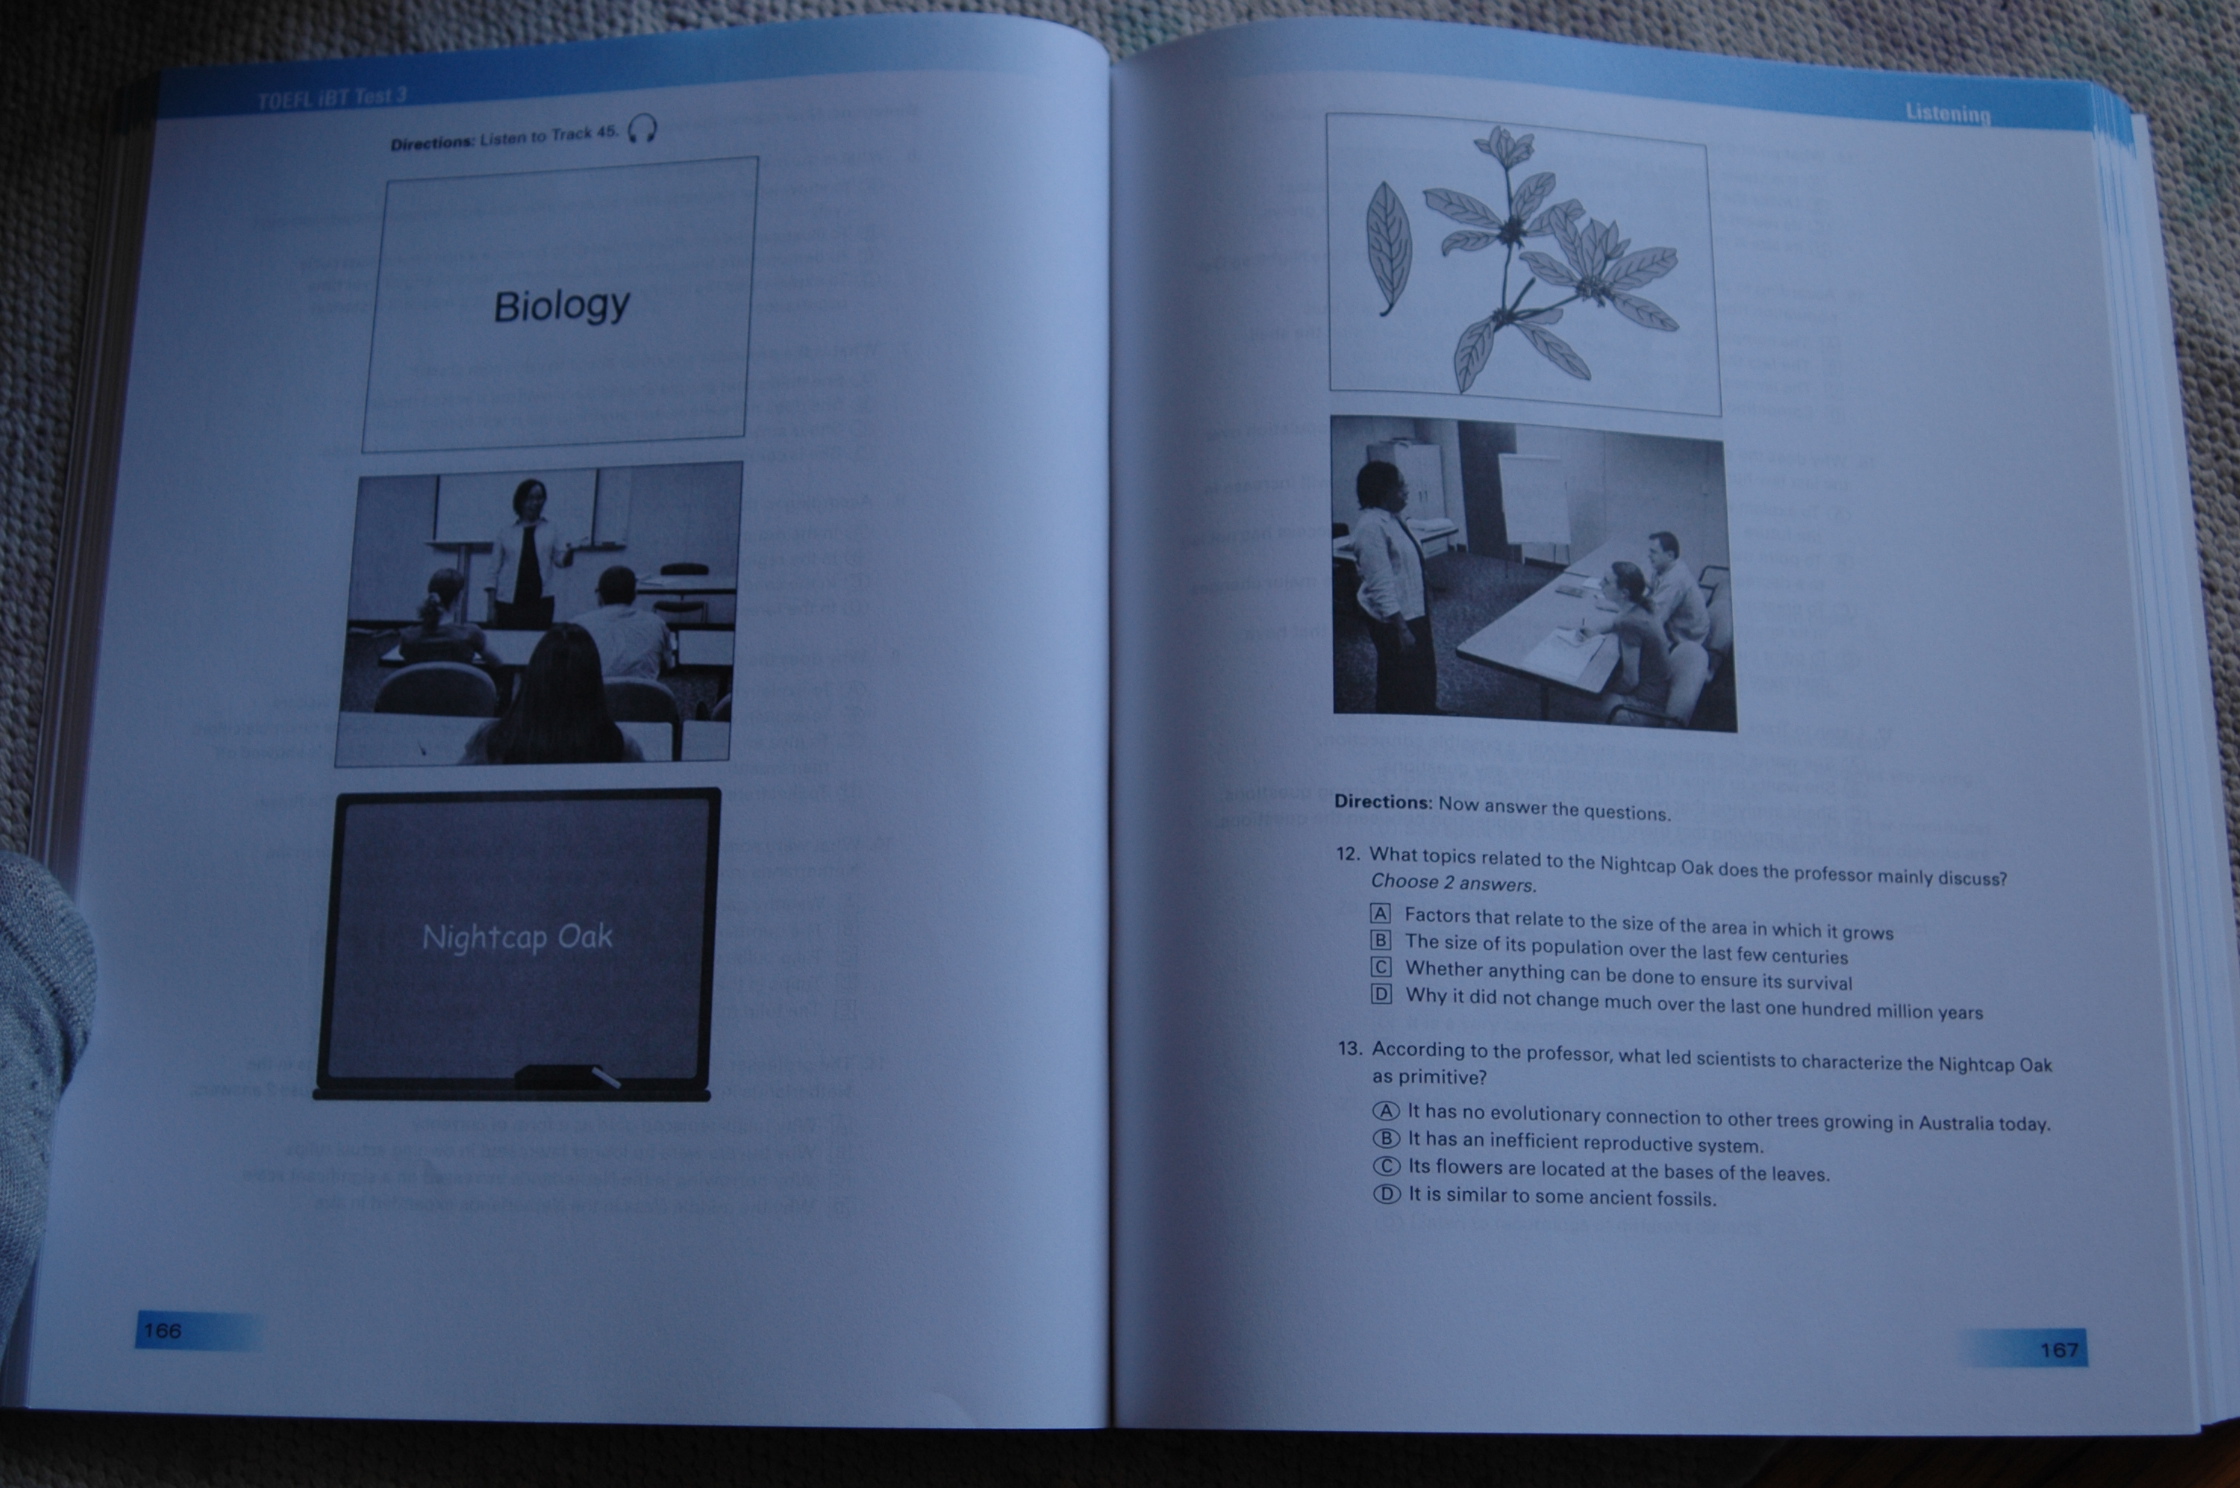 TOEFL iBT Test 3
Directions: Listen to Track 45.
Biology
Nightcap Oak
166
Listening
Directions: Now answer the questions.
12. What topics related to the Nightcap Oak does the professor mainly discuss?
Choose 2 answers.
A Factors that relate to the size of the area in which it grows
B The size of its population over the last few centuries
C Whether anything can be done to ensure its survival
D Why it did not change much over the last one hundred million years
13. According to the professor, what led scientists to characterize the Nightcap Oak
as primitive?
A It has no evolutionary connection to other trees growing in Australia today.
B It has an inefficient reproductive system.
C Its flowers are located at the bases of the leaves.
D It is similar to some ancient fossils.
167